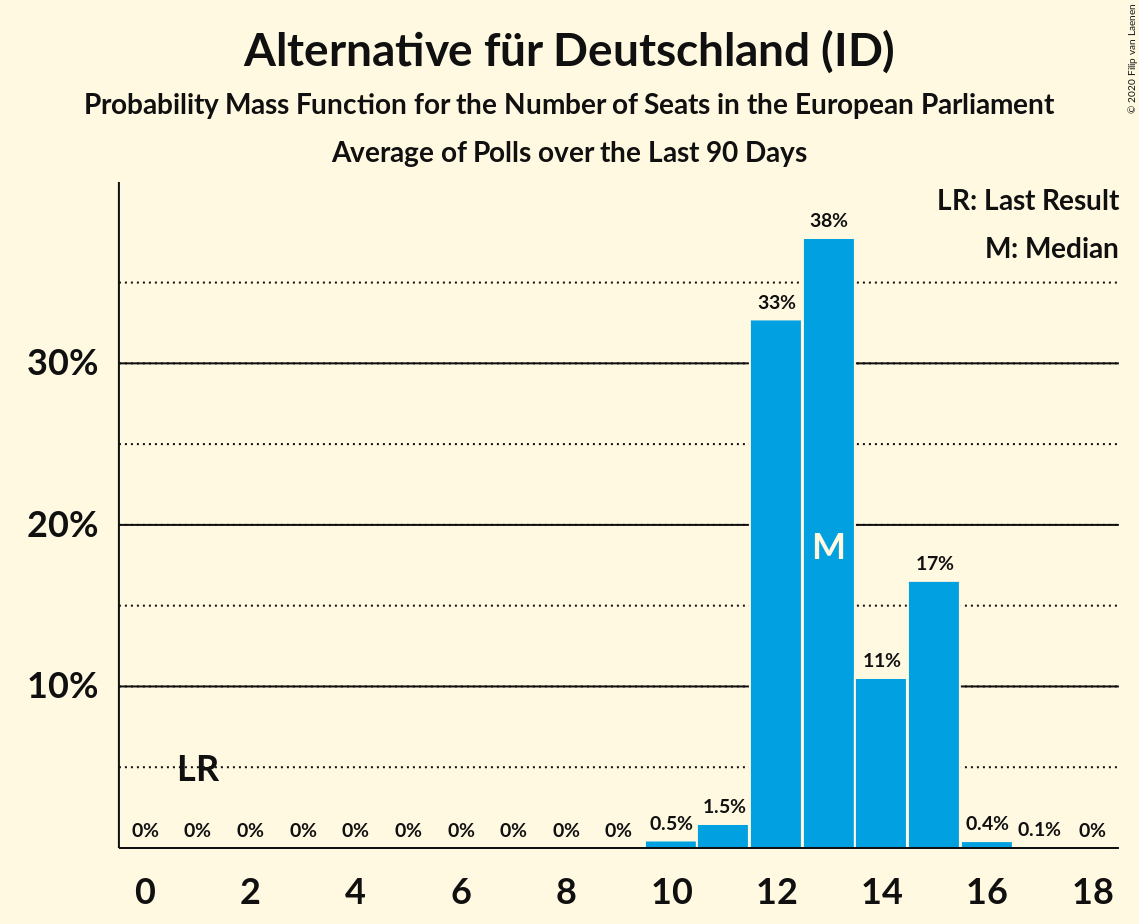 Alternative für Deutschland (ID)
Probability Mass Function for the Number of Seats in the European Parliament
Average of Polls over the Last 90 Days
© 2020 Filip van Laenen
LR: Last Result
M: Median
38%
33%
30%
20%
M
17%
11%
10%
LR
0% 0% 0% 0% 0% 0% 0% 0% 0% 0% 0.5% 1.5% 0.4% 0.1% 0%
0 2 4 6 8 10 12 14 16 18